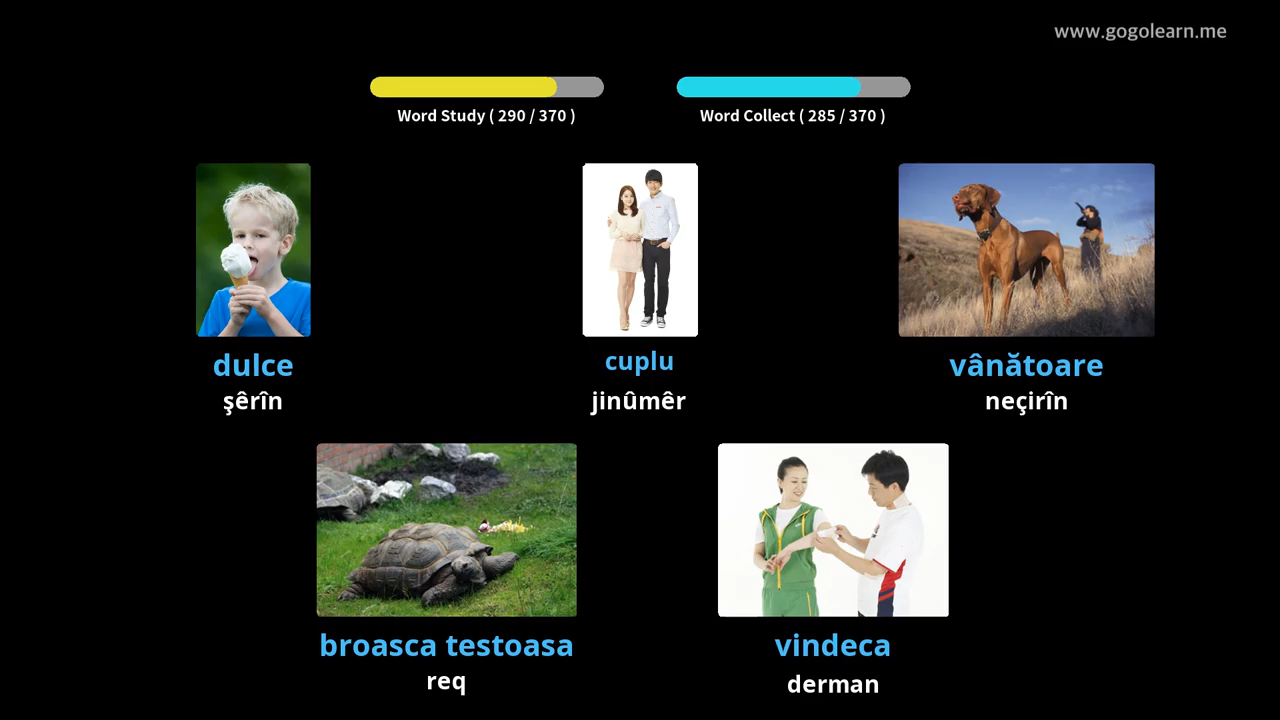 www.gogolearn.me
Word Study ( 290 / 370 )
Word Collect ( 285 / 370 )
dulce
şêrîn
cuplu
jinûmêr
vânătoare
neçirîn
broasca testoasa
req
vindeca
derman